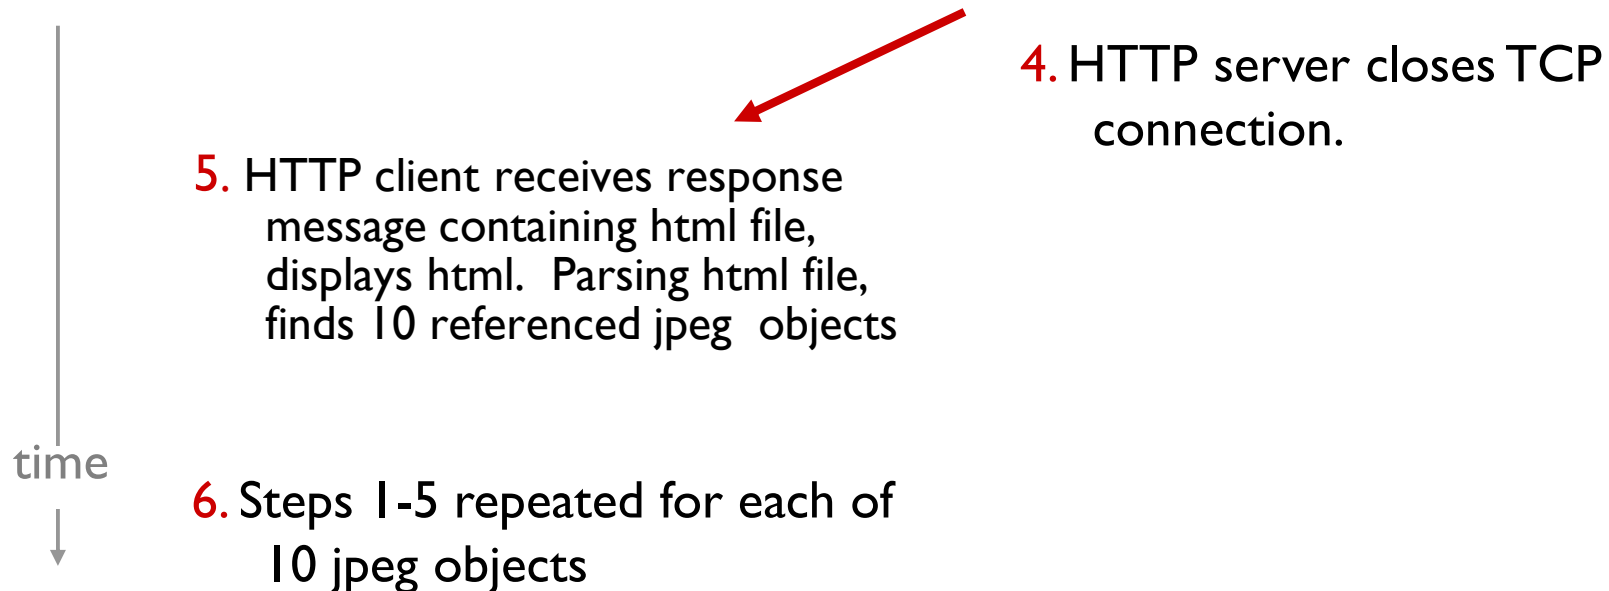 4. HTTP server closes TCP
connection.
5. HTTP client receives response
message containing html file,
displays html.  Parsing html file,
finds 10 referenced jpeg  objects
time
6. Steps 1-5 repeated for each of
10 jpeg objects